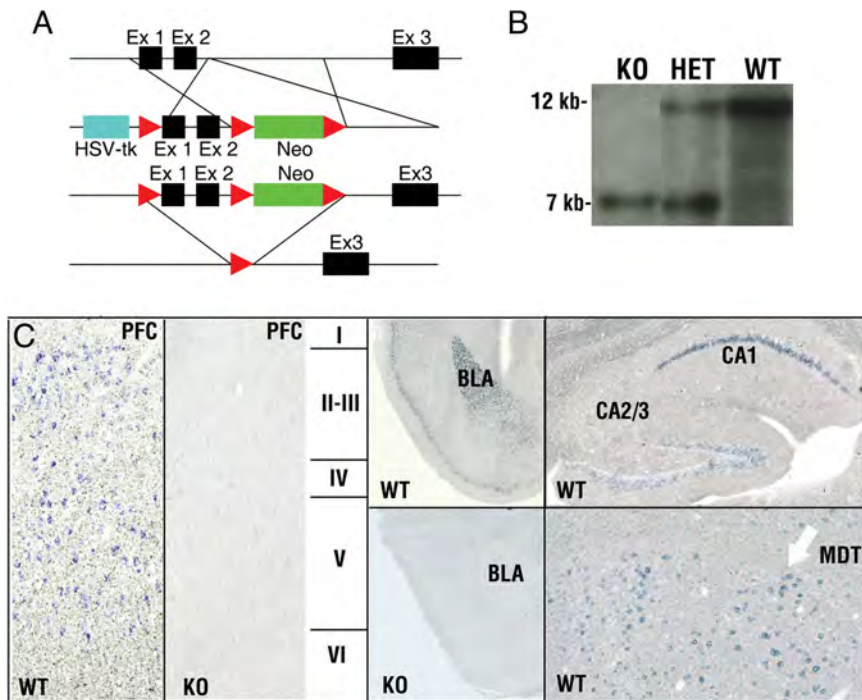 A
Ex 1 Ex 2 Ex 3
HSV-tk Ex 1 Ex 2 Neo
Neo
Ex 1 Ex 2 Ex3
Ex3
B
KO HET WT
12 kb-
7 kb-
C
PFC PFC
I
II-III
IV
V
VI
WT KO
BLA
WT
CA1
CA2/3
WT
BLA
KO
MDT
WT